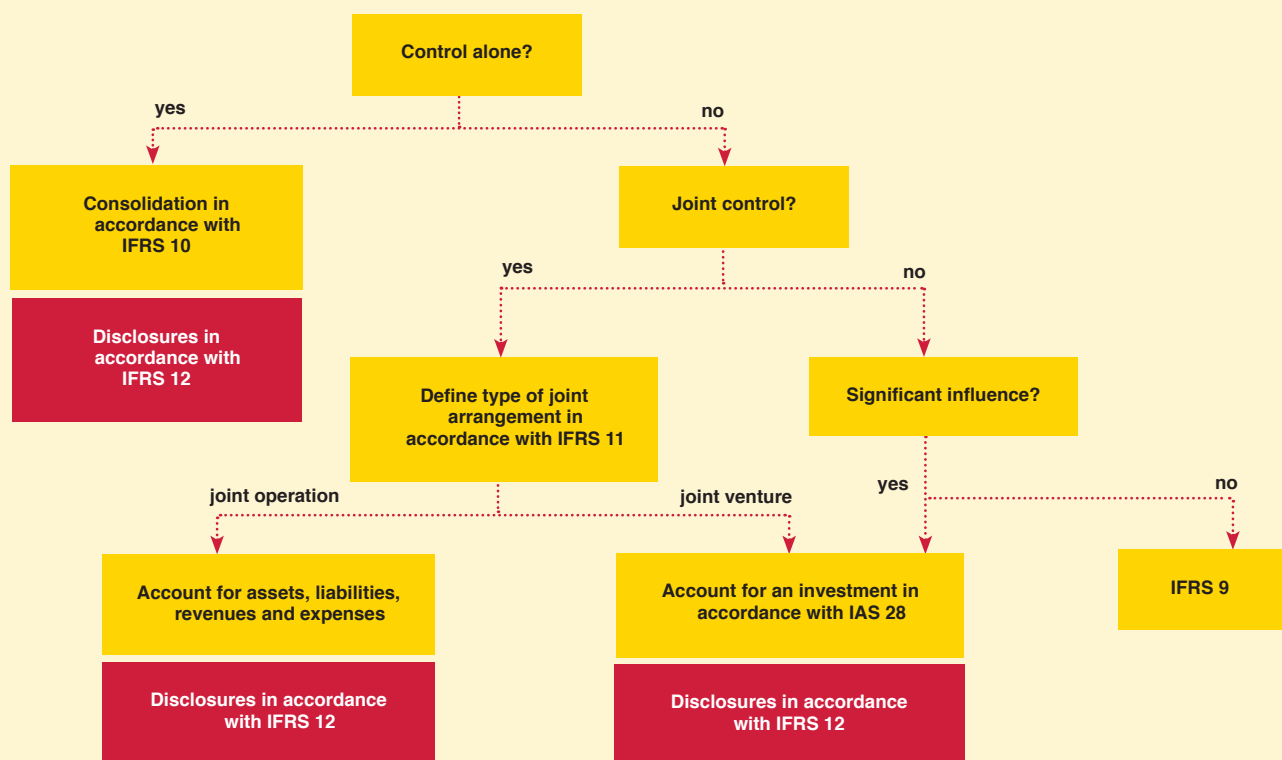 Control alone?
yes
no
Consolidation in
accordance with
IFRS 10
Joint control?
Disclosures in
accordance with
IFRS 12
yes
no
Define type of joint
arrangement in
accordance with IFRS 11
Significant influence?
joint operation
joint venture
yes
no
Account for assets, liabilities,
revenues and expenses
Account for an investment in
accordance with IAS 28
IFRS 9
Disclosures in accordance
with IFRS 12
Disclosures in accordance
with IFRS 12